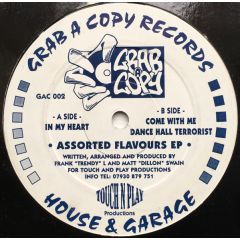 GRAB A COPY RECORDS
GRAB
A
COPY
GAC 002
- A SIDE -
IN MY HEART
- B SIDE -
COME WITH ME
DANCE HALL TERRORIST
• ASSORTED FLAVOURS EP •
WRITTEN, ARRANGED AND PRODUCED BY
FRANK "TRENDY" L AND MATT "DILLON" SWAIN
FOR TOUCH AND PLAY PRODUCTIONS
INFO TEL: 07930 879 751
TOUCH N PLAY
Productions
HOUSE & GARAGE